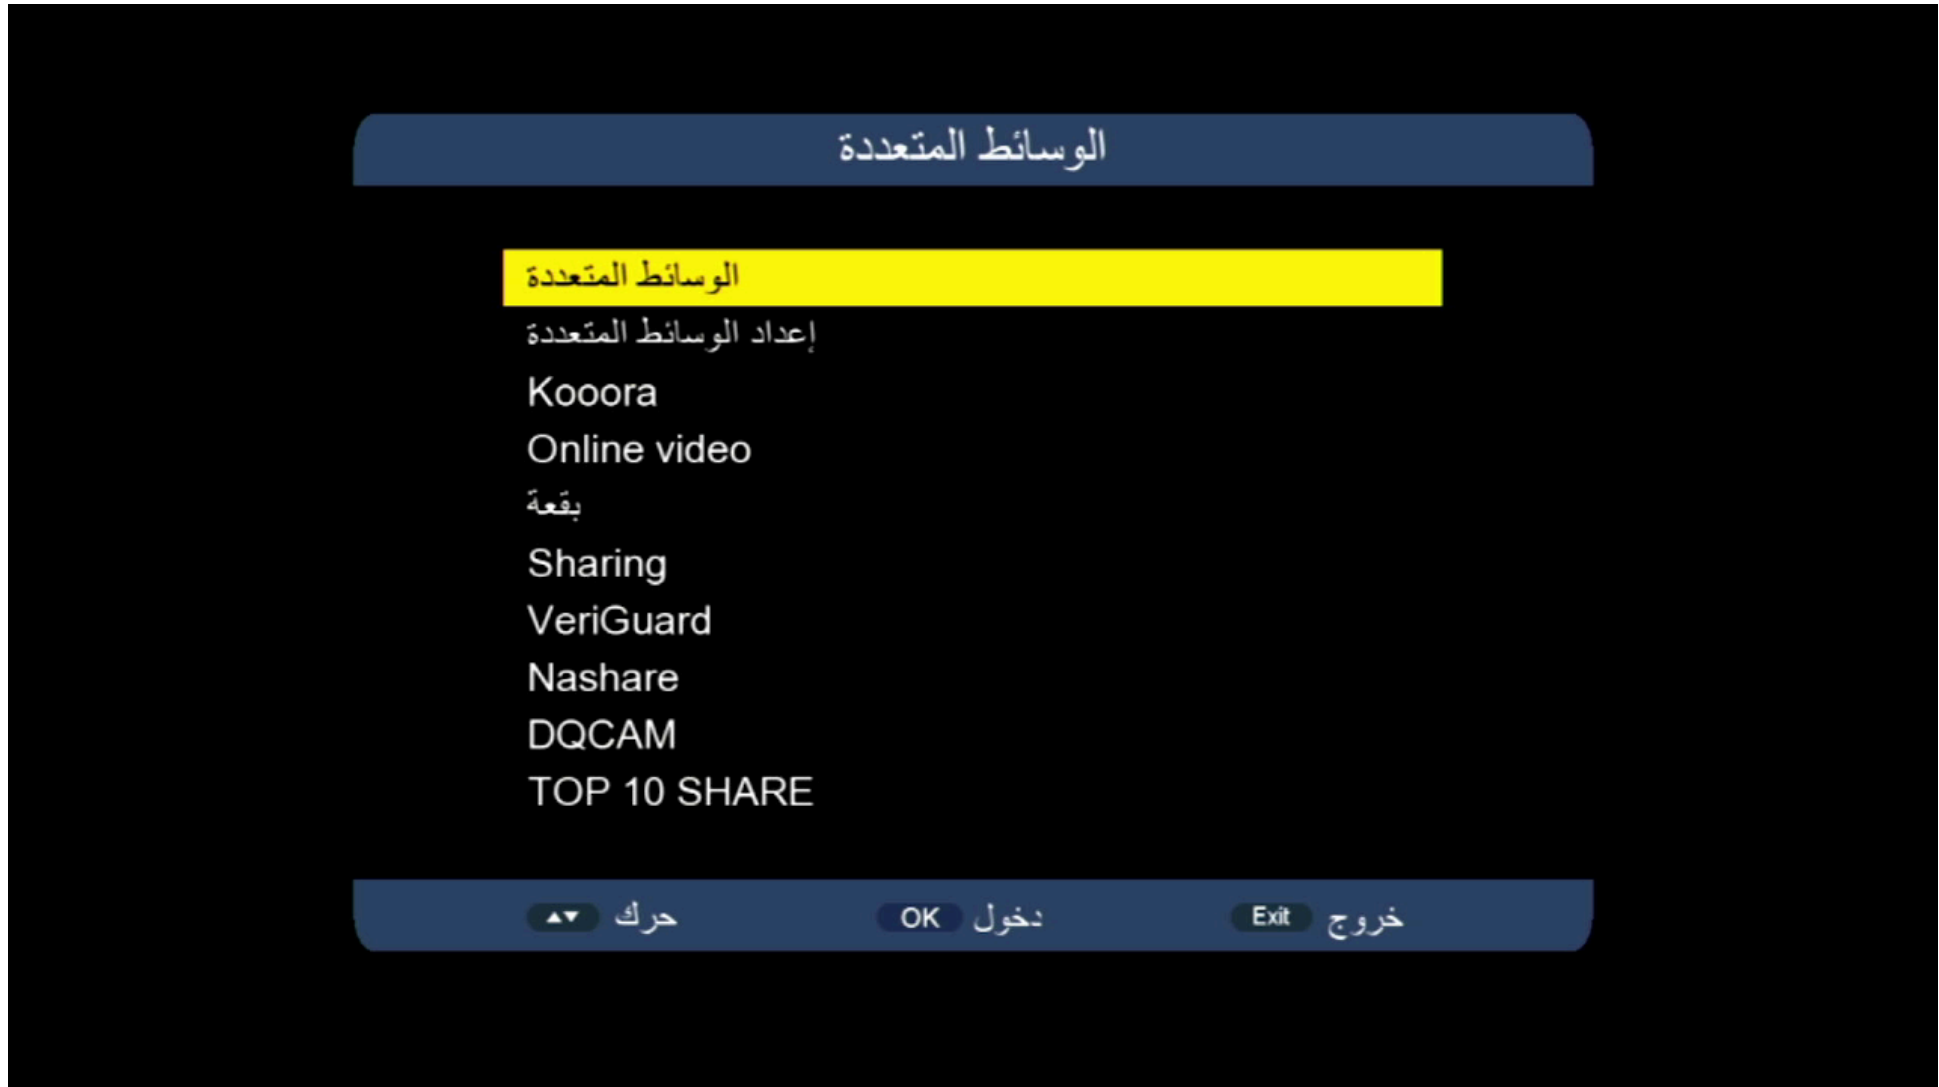 الوسائط المتعددة
الوسائط المتعددة
إعداد الوسائط المتعددة
Kooora
Online video
بقعة
Sharing
VeriGuard
Nashare
DQCAM
TOP 10 SHARE
حرك OK دخول Exit خروج